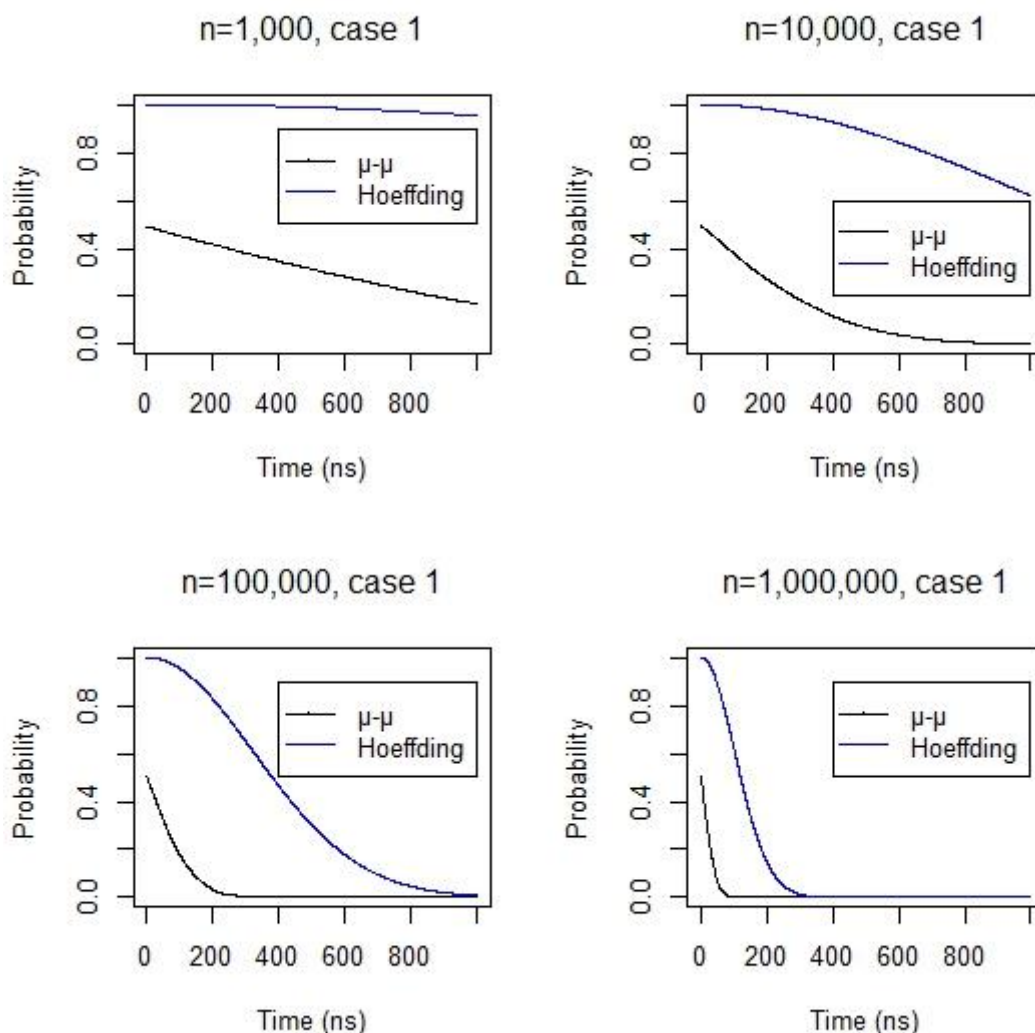 n=1,000, case 1
Probability
0.0 0.4 0.8
μ-μ
Hoeffding
0 200 400 600 800
Time (ns)
n=10,000, case 1
Probability
0.0 0.4 0.8
μ-μ
Hoeffding
0 200 400 600 800
Time (ns)
n=100,000, case 1
Probability
0.0 0.4 0.8
μ-μ
Hoeffding
0 200 400 600 800
Time (ns)
n=1,000,000, case 1
Probability
0.0 0.4 0.8
μ-μ
Hoeffding
0 200 400 600 800
Time (ns)